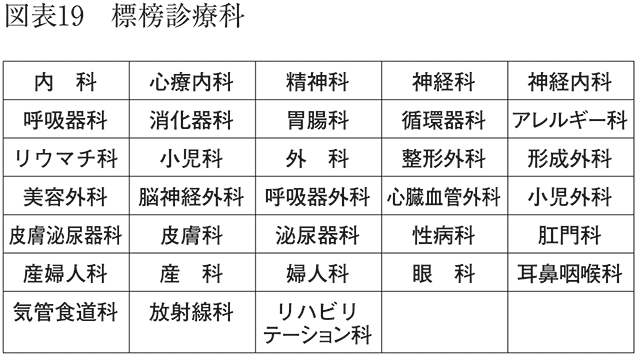 図表19　標榜診療科
内　科　心療内科　精神科　神経科　神経内科
呼吸器科　消化器科　胃腸科　循環器科　アレルギー科
リウマチ科　小児科　外　科　整形外科　形成外科
美容外科　脳神経外科　呼吸器外科　心臓血管外科　小児外科
皮膚泌尿器科　皮膚科　泌尿器科　性病科　肛門科
産婦人科　産　科　婦人科　眼　科　耳鼻咽喉科
気管食道科　放射線科　リハビリ
テーション科